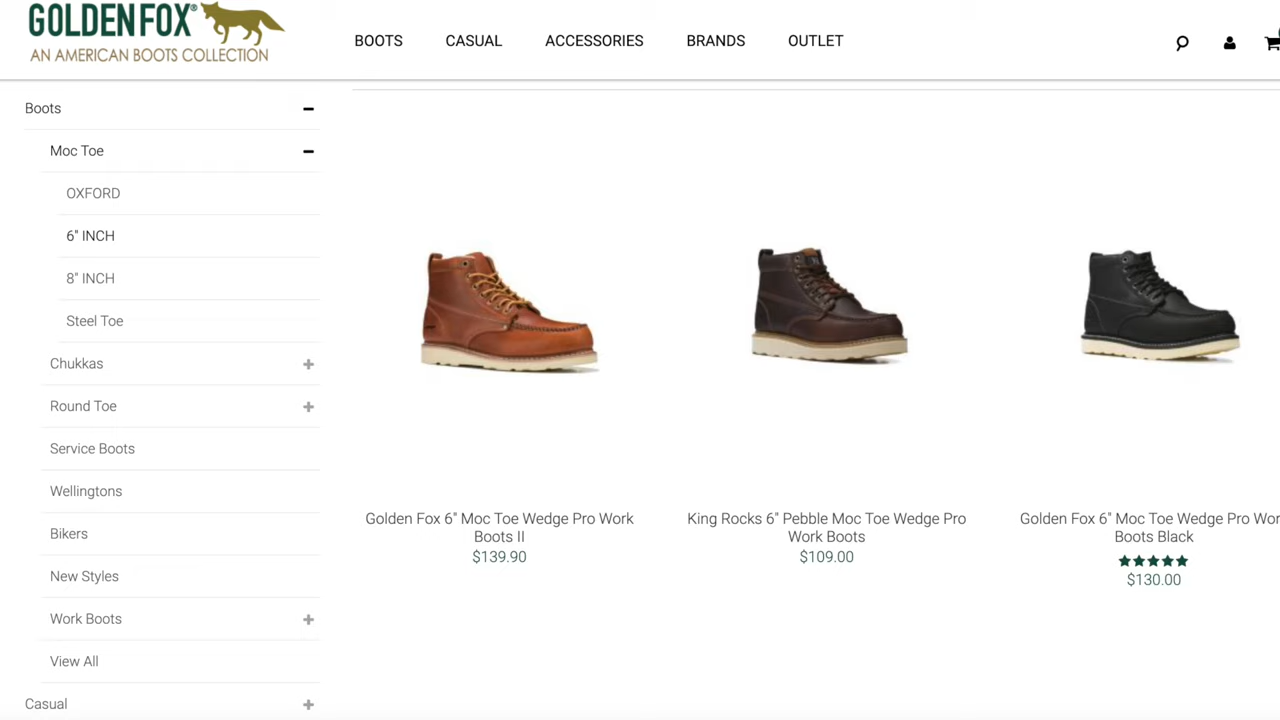 GOLDEN FOX®
AN AMERICAN BOOTS COLLECTION
BOOTS CASUAL ACCESSORIES BRANDS OUTLET
Boots
Moc Toe
OXFORD
6" INCH
8" INCH
Steel Toe
Chukkas
Round Toe
Service Boots
Wellingtons
Bikers
New Styles
Work Boots
View All
Casual
Golden Fox 6" Moc Toe Wedge Pro Work
Boots II
$139.90
King Rocks 6" Pebble Moc Toe Wedge Pro
Work Boots
$109.00
Golden Fox 6" Moc Toe Wedge Pro Wor
Boots Black
$130.00